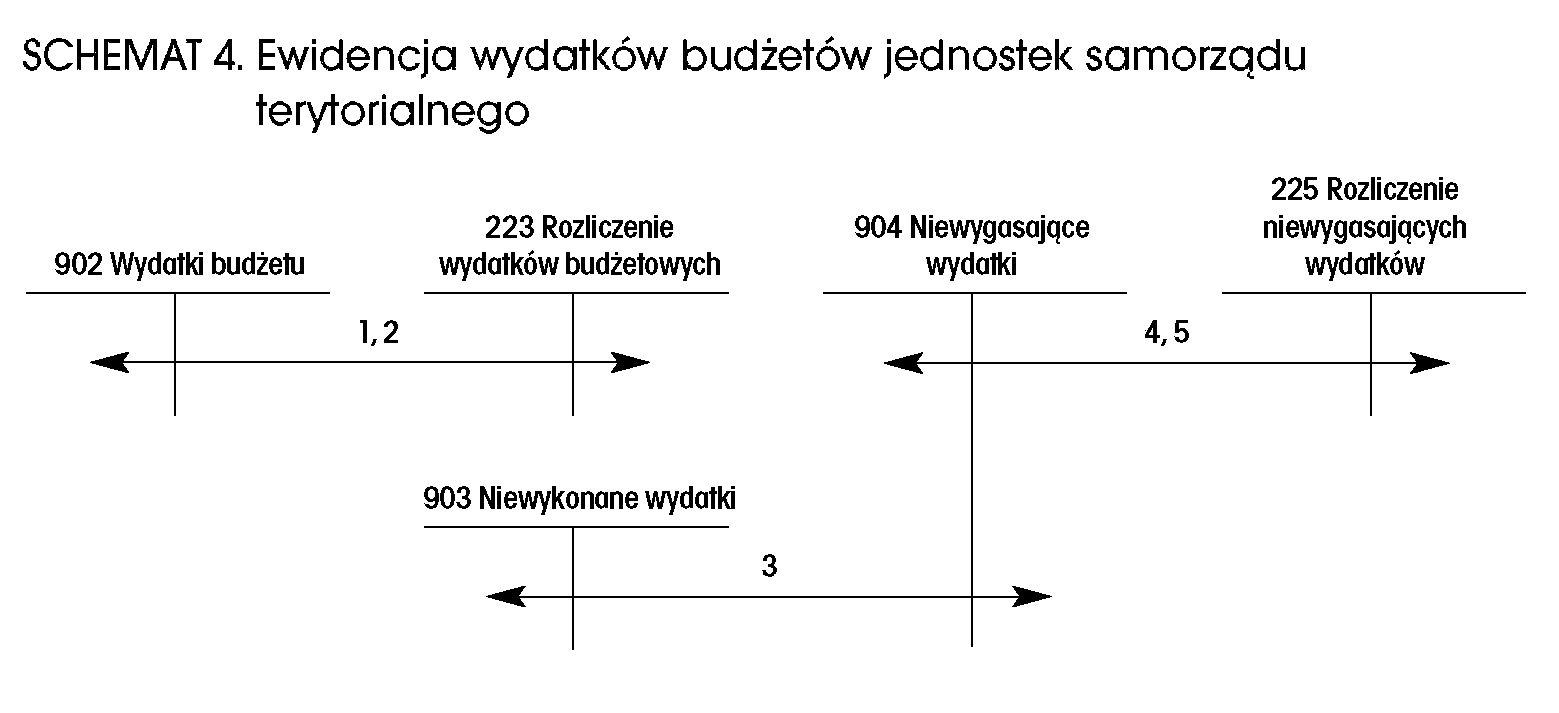 SCHEMAT 4. Ewidencja wydatków budżetów jednostek samorządu
terytorialnego
902 Wydatki budżetu
223 Rozliczenie
wydatków budżetowych
904 Niewygasające
wydatki
225 Rozliczenie
niewygasających
wydatków
1, 2
4, 5
903 Niewykonane wydatki
3